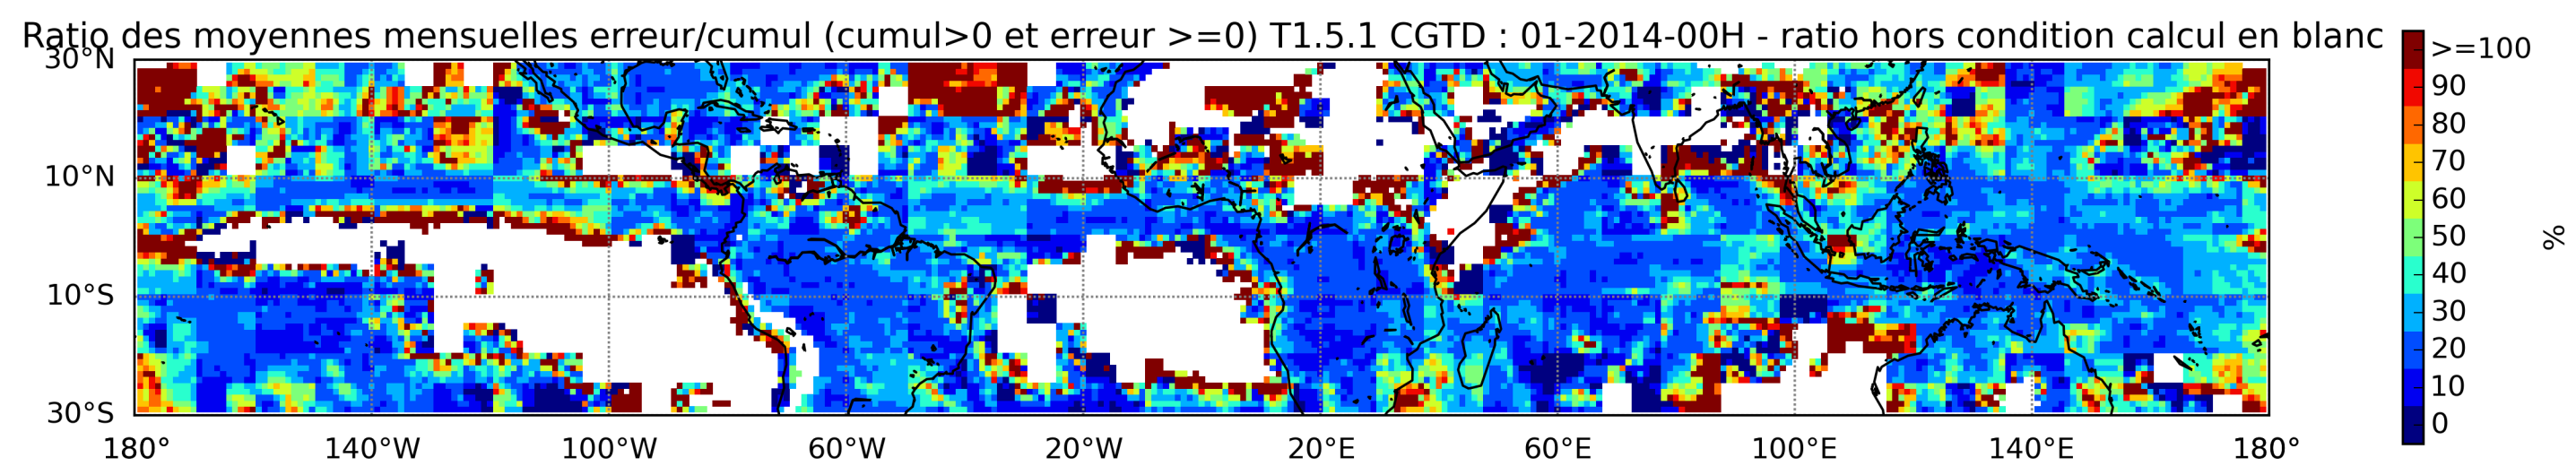 Ratio des moyennes mensuelles erreur/cumul (cumul>0 et erreur >=0) T1.5.1 CGTD : 01-2014-00H - ratio hors condition calcul en blanc
30°N
10°N
10°S
30°S
180° 140°W 100°W 60°W 20°W 20°E 60°E 100°E 140°E 180°
>=100
90
80
70
60
50
40
30
20
10
0
%